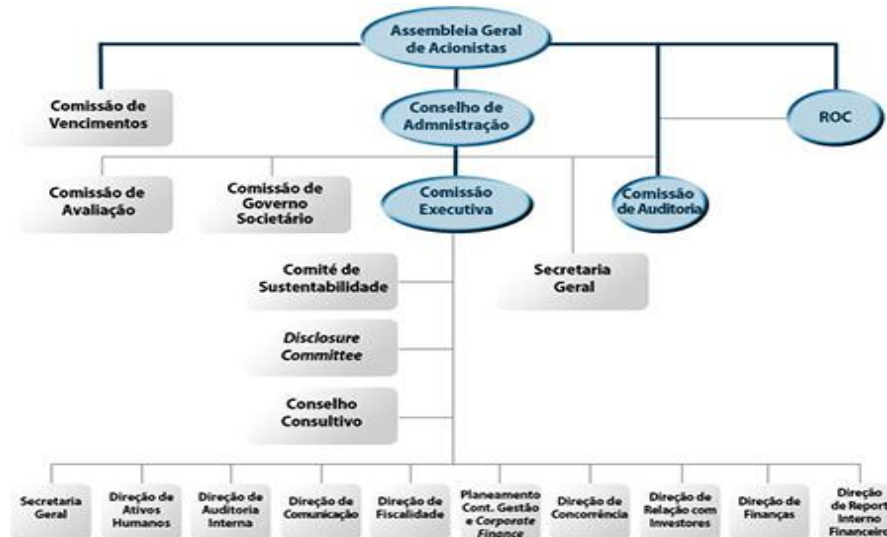 Assembleia Geral
de Acionistas
Comissão de
Vencimentos
Conselho de
Admnistração
ROC
Comissão de
Avaliação
Comissão de
Governo
Societário
Comissão
Executiva
Comissão
de Auditoria
Comité de
Sustentabilidade
Secretaria
Geral
Disclosure
Committee
Conselho
Consultivo
Secretaria
Geral
Direção de
Ativos
Humanos
Direção de
Auditoria
Interna
Direção de
Comunicação
Direção de
Fiscalidade
Planeamento
Cont. Gestão
e Corporate
Finance
Direção de
Concorrência
Direção de
Relação com
Investores
Direção de
Finanças
Direção
de Report
Interno
Financeiro